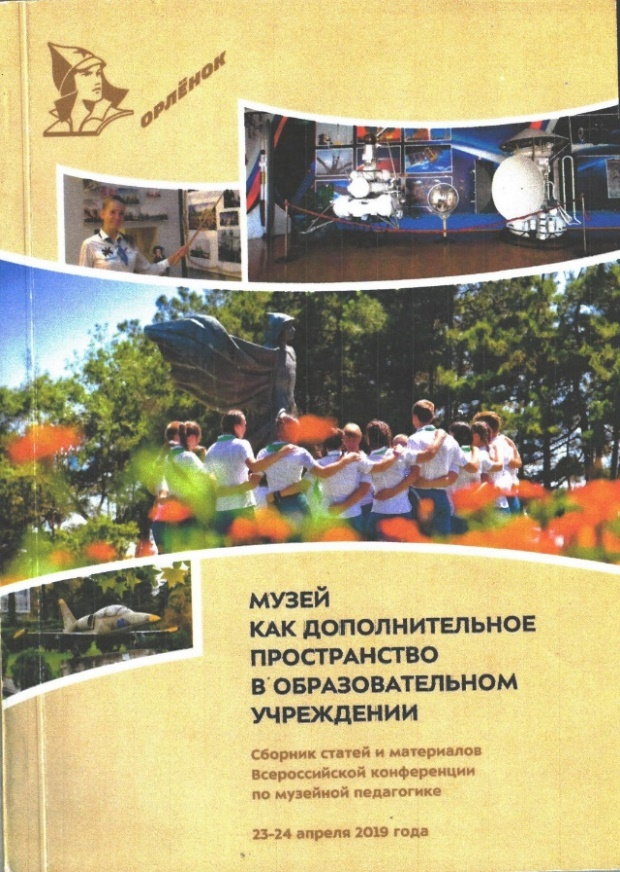 ОРЛЁНОК
МУЗЕЙ
КАК ДОПОЛНИТЕЛЬНОЕ
ПРОСТРАНСТВО
В ОБРАЗОВАТЕЛЬНОМ
УЧРЕЖДЕНИИ
Сборник статей и материалов
Всероссийской конференции
по музейной педагогике
23-24 апреля 2019 года